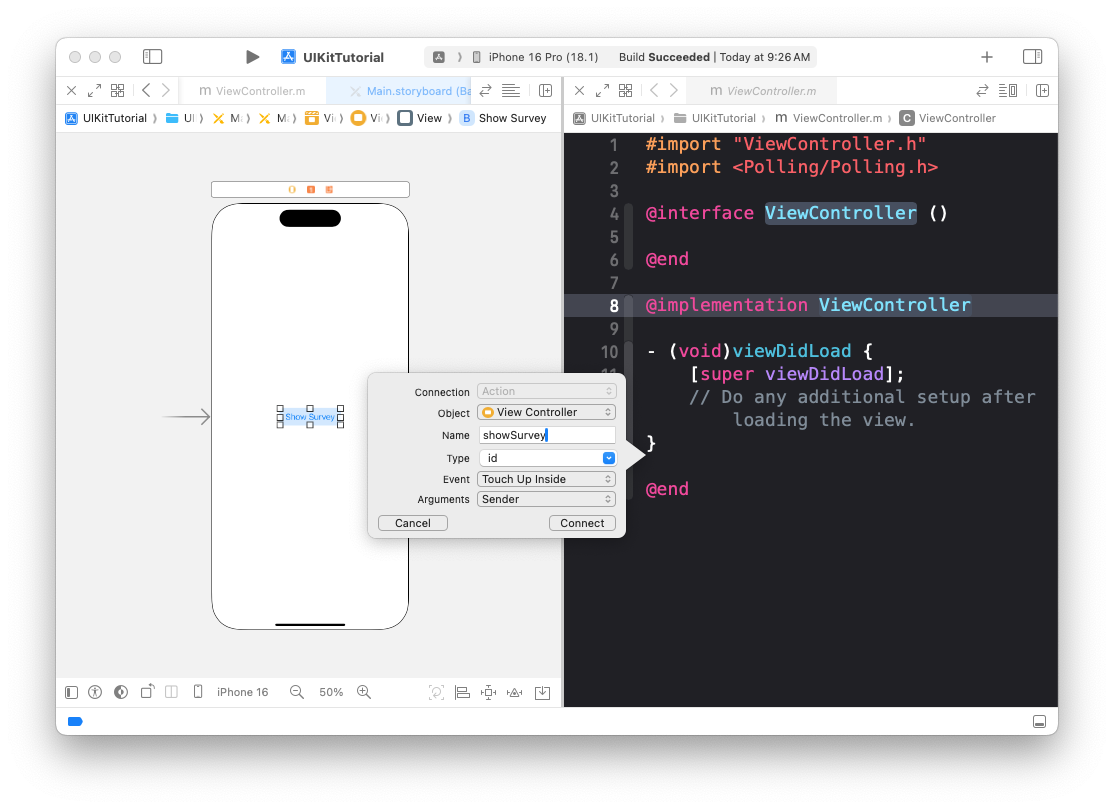 UIKitTutorial
iPhone 16 Pro (18.1)
Build Succeeded | Today at 9:26 AM
ViewController.m
Main.storyboard (Ba
ViewController.m
UIKitTutorial
UI
M
M
Vi
Vi
View
B
Show Survey
UIKitTutorial
UIKitTutorial
m ViewController.m
C ViewController
1 #import "ViewController.h"
2 #import <Polling/Polling.h>
3
4 @interface ViewController ()
5
6 @end
7
8 @implementation ViewController
9
10 - (void)viewDidLoad {
[super viewDidLoad];
// Do any additional setup after
loading the view.
}
@end
Show Survey
Connection Action
Object View Controller
Name showSurvey
Type id
Event Touch Up Inside
Arguments Sender
Cancel Connect
iPhone 16
50%